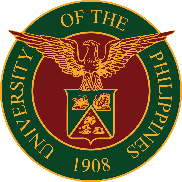 UNIVERSITY OF THE PHILIPPINES
1908